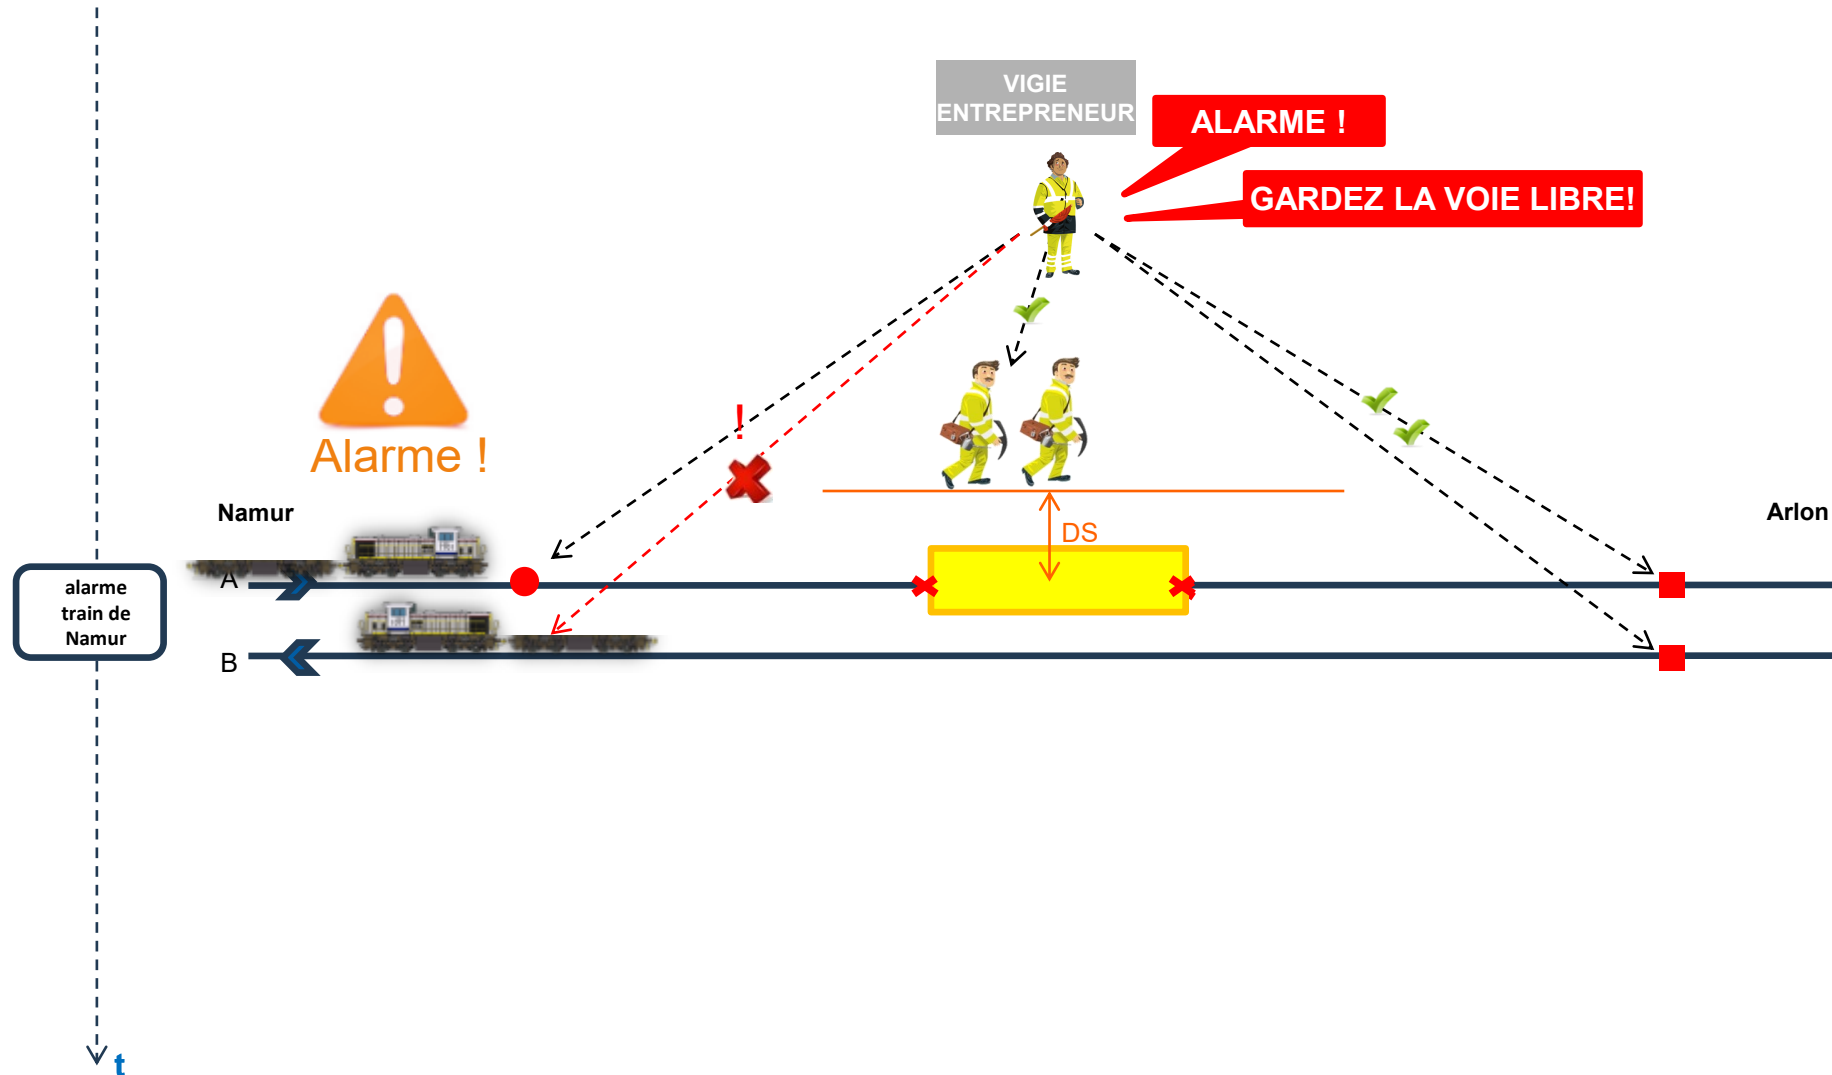 VIGIE
ENTREPRENEUR
ALARME !
GARDEZ LA VOIE LIBRE!
!
Alarme !
Namur
Arlon
DS
A
alarme
train de
Namur
B
t